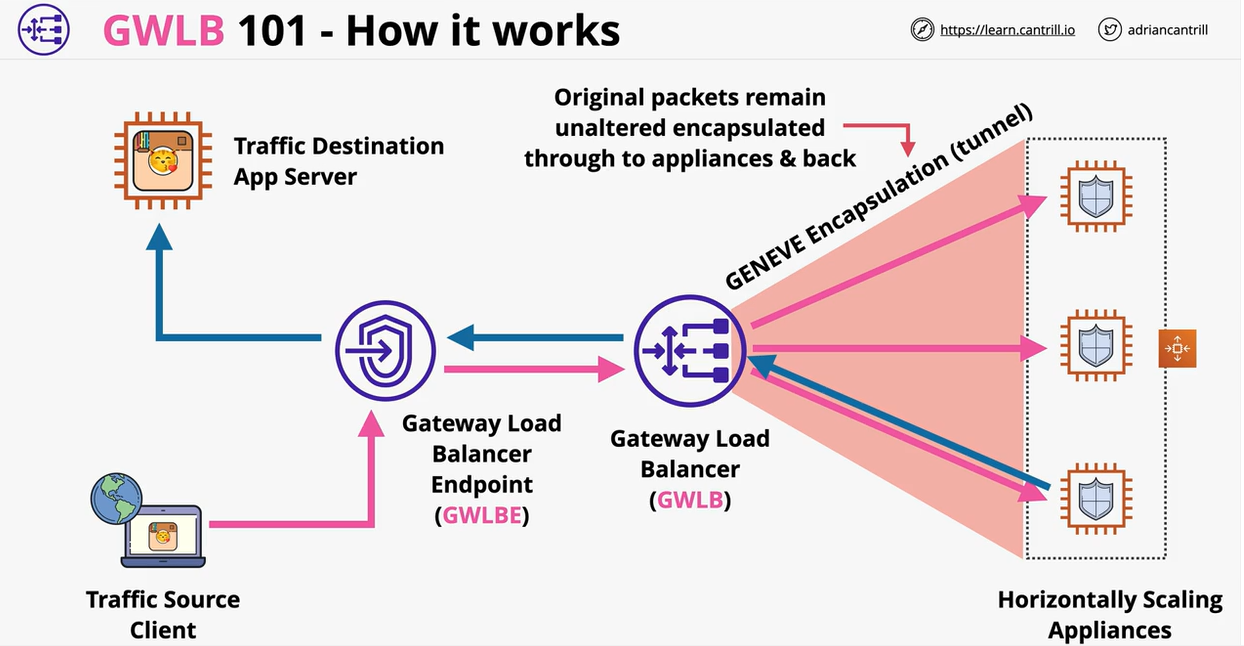 GWLB 101 - How it works
https://learn.cantrill.io
adriancantrill
Original packets remain
unaltered encapsulated
through to appliances & back
GENEVE Encapsulation (tunnel)
Traffic Destination
App Server
Gateway Load
Balancer
Endpoint
(GWLBE)
Gateway Load
Balancer
(GWLB)
Traffic Source
Client
Horizontally Scaling
Appliances